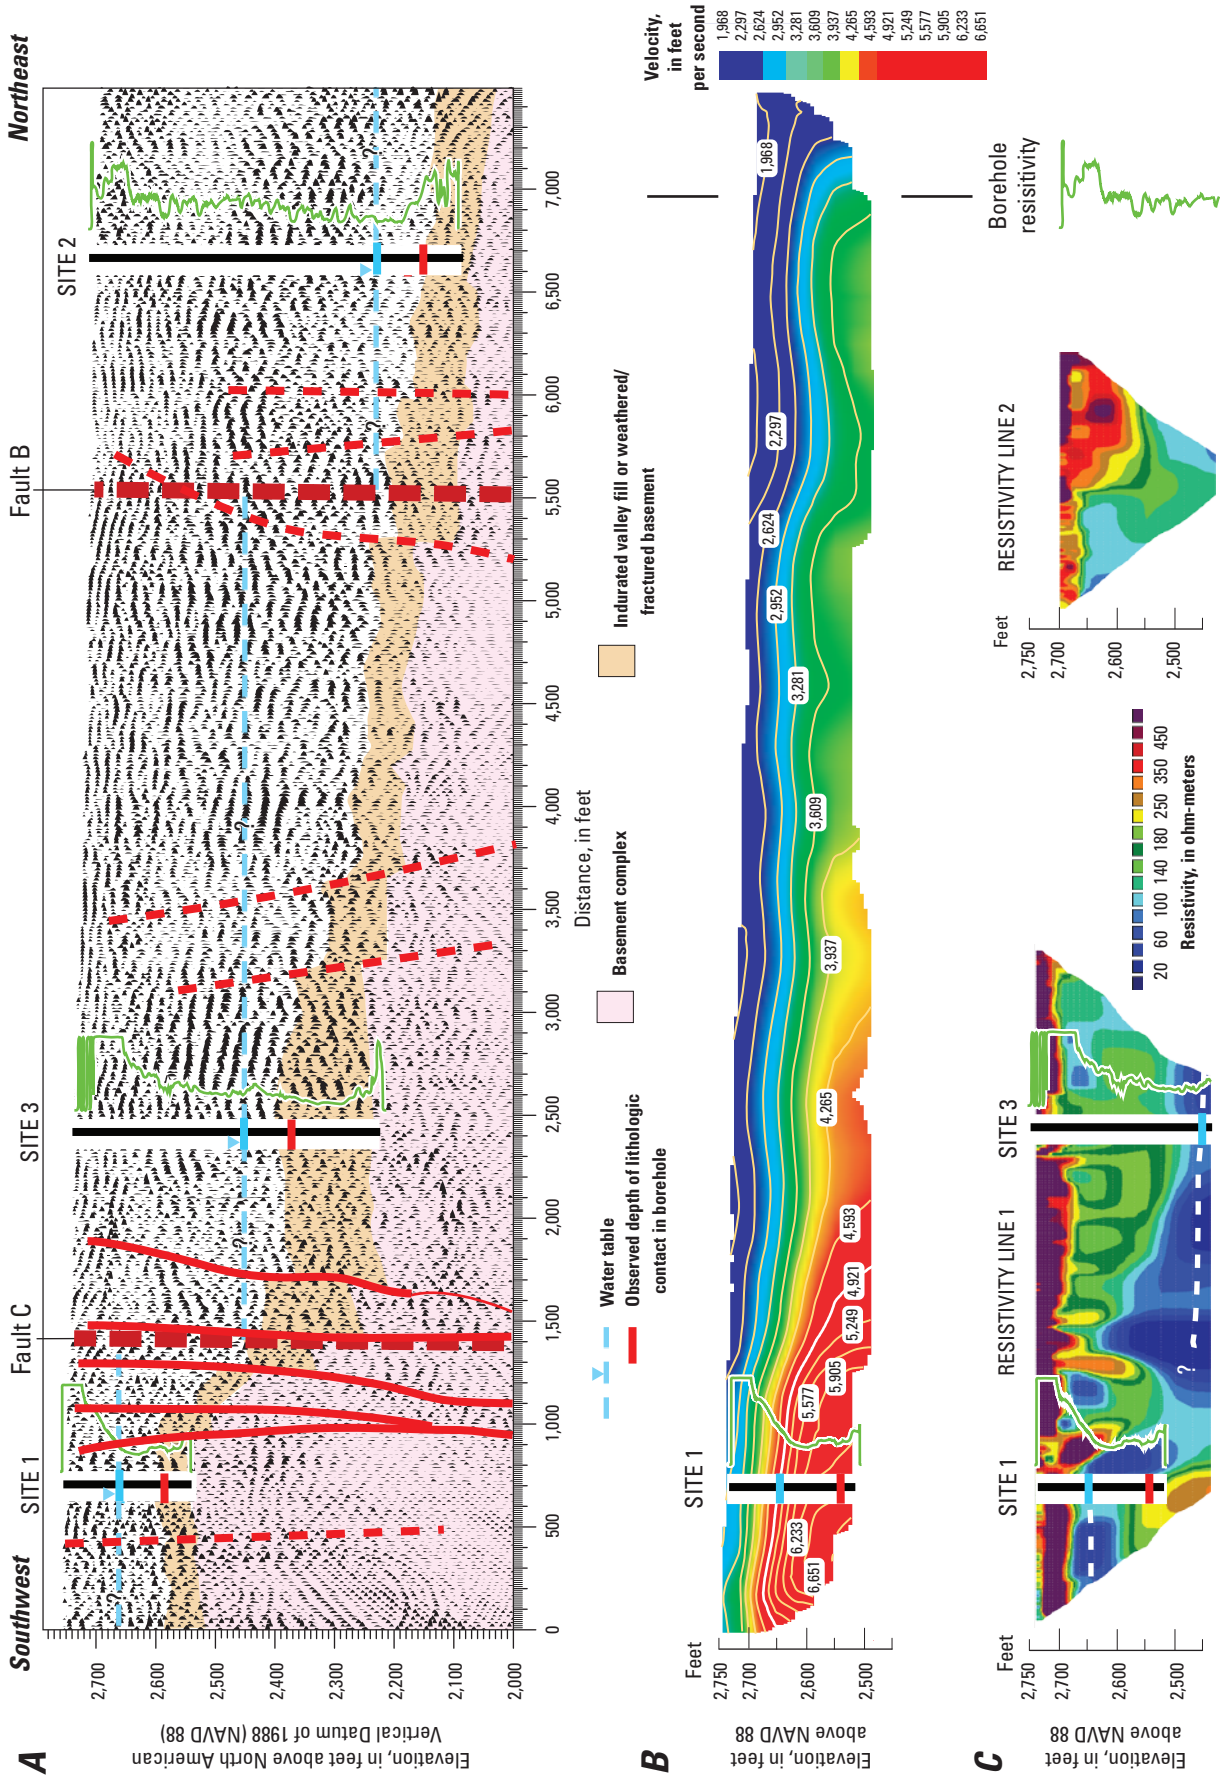 A
Southwest
Northeast
SITE 1
Fault C
SITE 3
Fault B
SITE 2
Elevation, in feet above North American
Vertical Datum of 1988 (NAVD 88)
2,700
2,600
2,500
2,400
2,300
2,200
2,100
2,000
?
?
?
?
?
0
500
1,000
1,500
2,000
2,500
3,000
3,500
4,000
4,500
5,000
5,500
6,000
6,500
7,000
Distance, in feet
Water table
Observed depth of lithologic
contact in borehole
Basement complex
Indurated valley fill or weathered/
fractured basement
B
Elevation, in feet
above NAVD 88
Feet
2,750
2,700
2,600
2,500
SITE 1
6,651
6,233
5,577
5,905
5,249
4,921
4,593
4,265
3,937
3,609
3,281
2,952
2,624
2,297
1,968
Velocity,
in feet
per second
1,968
2,297
2,624
2,952
3,281
3,609
3,937
4,265
4,593
4,921
5,249
5,577
5,905
6,233
6,651
C
Elevation, in feet
above NAVD 88
Feet
2,750
2,700
2,600
2,500
SITE 1
RESISTIVITY LINE 1
SITE 3
?
20
60
100
140
180
250
350
450
Resistivity, in ohm-meters
Feet
2,750
2,700
2,600
2,500
RESISTIVITY LINE 2
Borehole
resisitivity